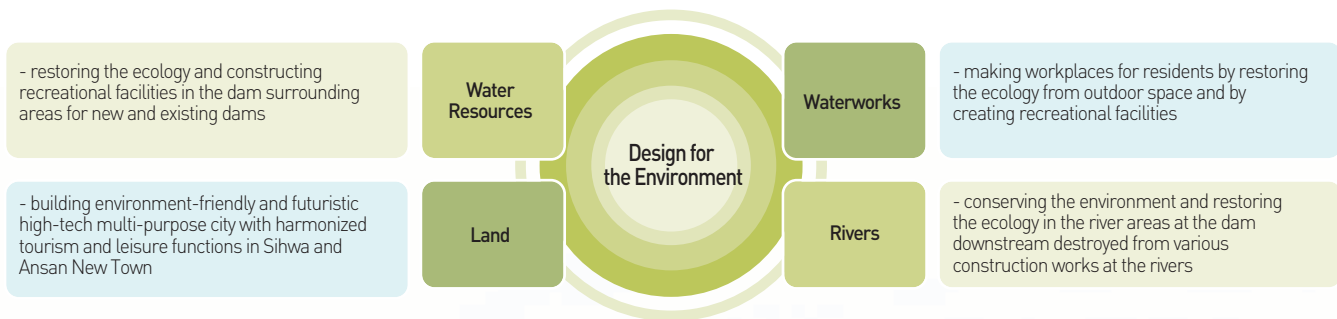 - restoring the ecology and constructing
recreational facilities in the dam surrounding
areas for new and existing dams
Water
Resources
- building environment-friendly and futuristic
high-tech multi-purpose city with harmonized
tourism and leisure functions in Sihwa and
Ansan New Town
Land
Design for
the Environment
Waterworks
- making workplaces for residents by restoring
the ecology from outdoor space and by
creating recreational facilities
Rivers
- conserving the environment and restoring
the ecology in the river areas at the dam
downstream destroyed from various
construction works at the rivers